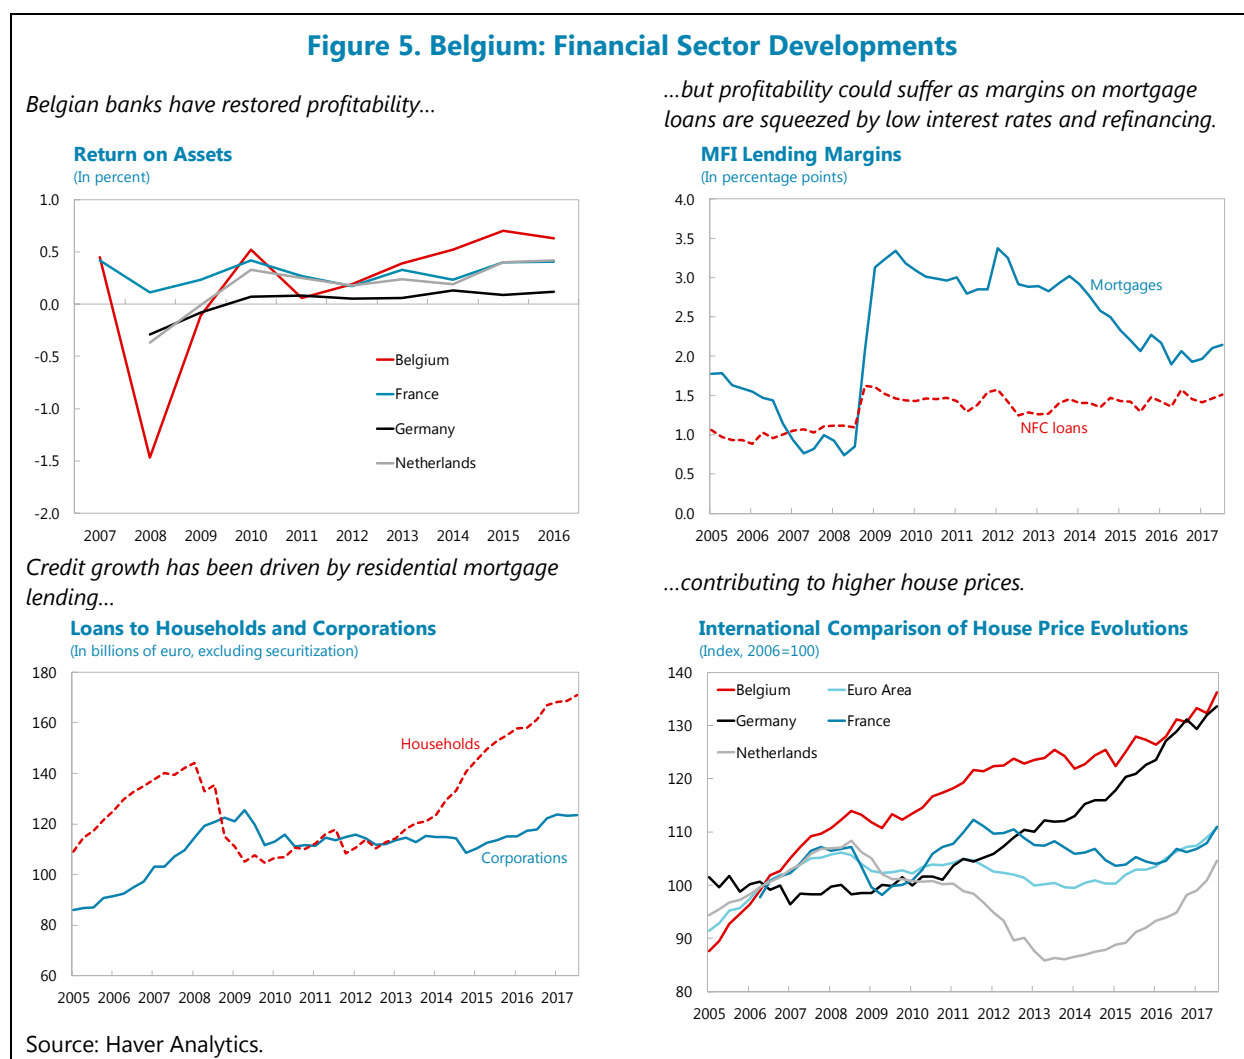 Figure 5. Belgium: Financial Sector Developments
Belgian banks have restored profitability...
...but profitability could suffer as margins on mortgage
loans are squeezed by low interest rates and refinancing.
Return on Assets
(In percent)
1.0
0.5
0.0
-0.5
-1.0
-1.5
-2.0
Belgium
France
Germany
Netherlands
2007 2008 2009 2010 2011 2012 2013 2014 2015 2016
MFI Lending Margins
(In percentage points)
4.0
3.5
3.0
2.5
2.0
1.5
1.0
0.5
0.0
Mortgages
NFC loans
2005 2006 2007 2008 2009 2010 2011 2012 2013 2014 2015 2016 2017
Credit growth has been driven by residential mortgage
lending...
...contributing to higher house prices.
Loans to Households and Corporations
(In billions of euro, excluding securitization)
180
160
140
120
100
80
60
Households
Corporations
2005 2006 2007 2008 2009 2010 2011 2012 2013 2014 2015 2016 2017
International Comparison of House Price Evolutions
(Index, 2006=100)
140
130
120
110
100
90
80
Belgium Euro Area
Germany France
Netherlands
2005 2006 2007 2008 2009 2010 2011 2012 2013 2014 2015 2016 2017
Source: Haver Analytics.